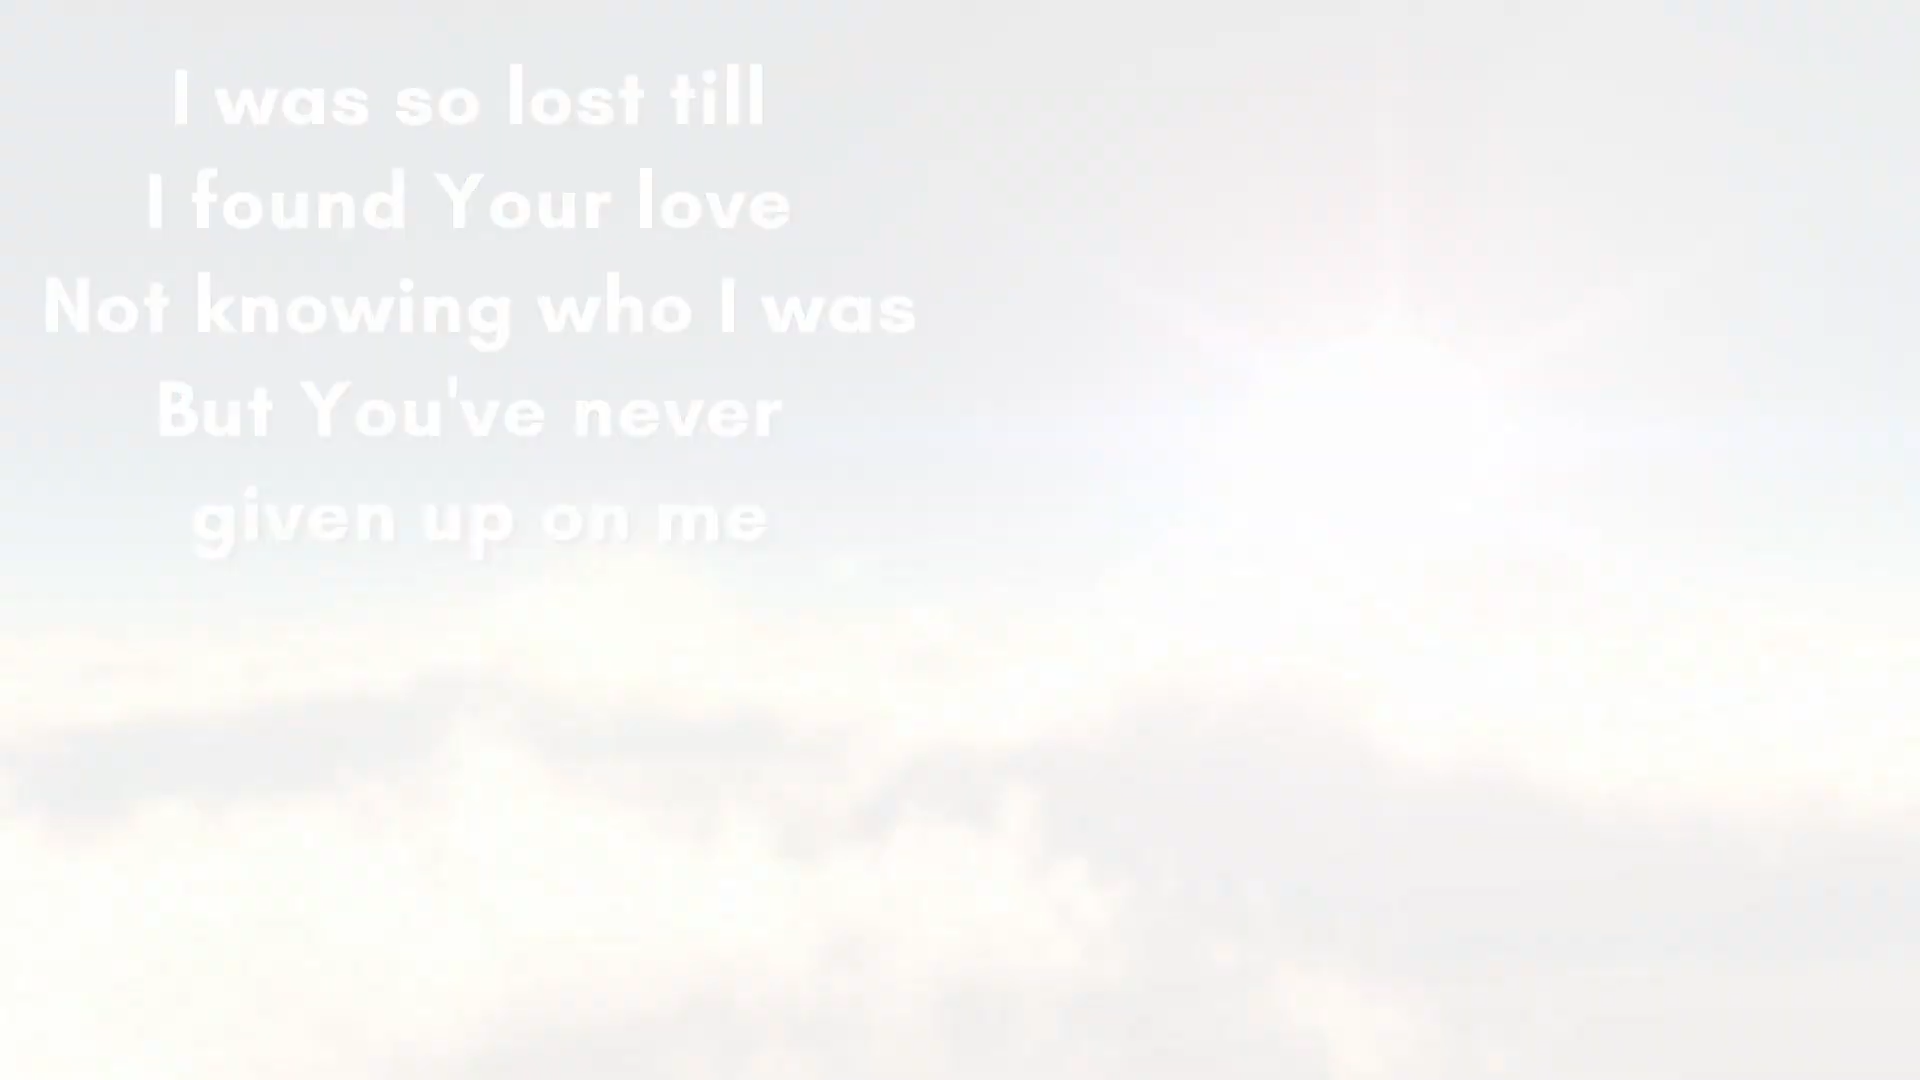 I was so lost till
I found Your love
Not knowing who I was
But You've never
given up on me